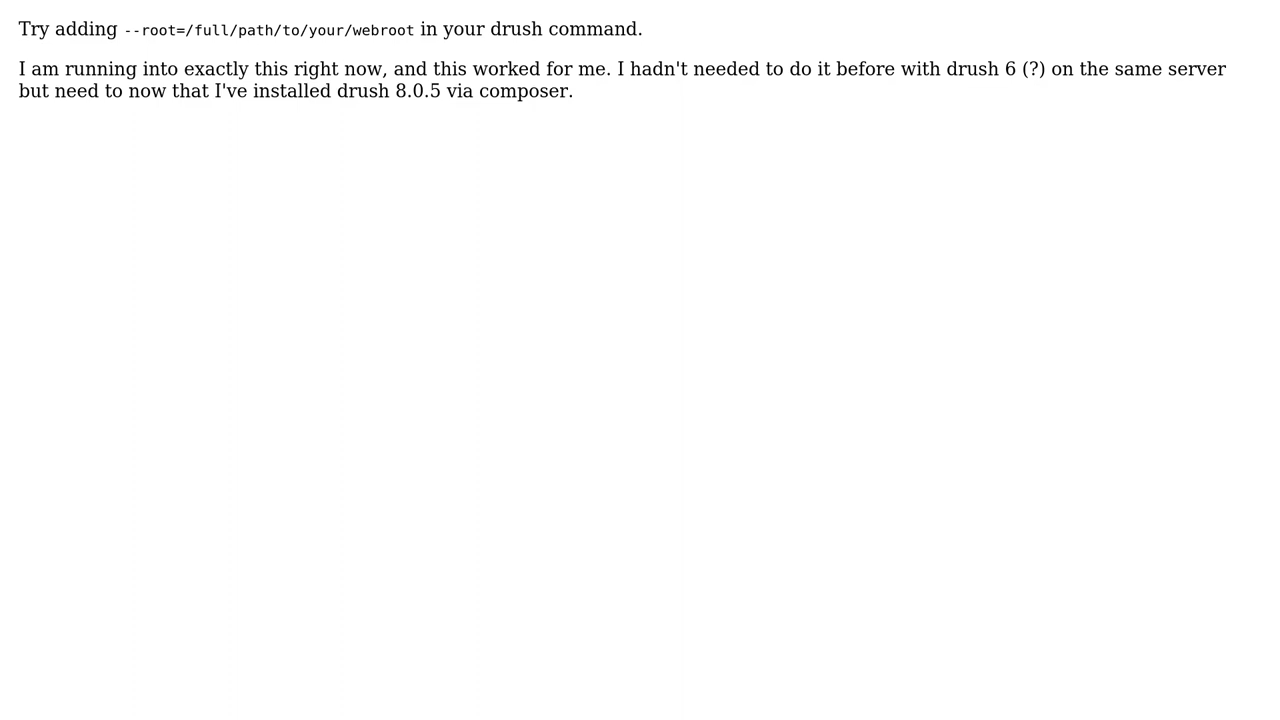 Try adding --root=/full/path/to/your/webroot in your drush command.
I am running into exactly this right now, and this worked for me. I hadn't needed to do it before with drush 6 (?) on the same server
but need to now that I've installed drush 8.0.5 via composer.